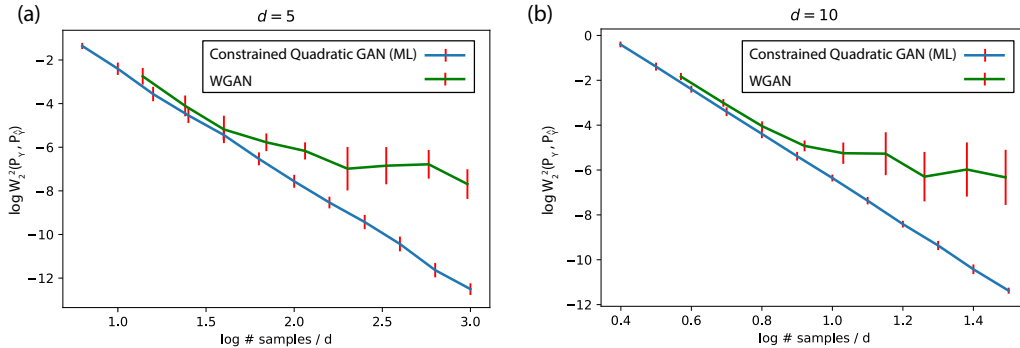 (a)
d = 5
Constrained Quadratic GAN (ML)
WGAN
log W₂²(P_Y , P_Ŷ)
−2
−4
−6
−8
−10
−12
1.0 1.5 2.0 2.5 3.0
log # samples / d
(b)
d = 10
Constrained Quadratic GAN (ML)
WGAN
log W₂²(P_Y , P_Ŷ)
0
−2
−4
−6
−8
−10
−12
0.4 0.6 0.8 1.0 1.2 1.4
log # samples / d